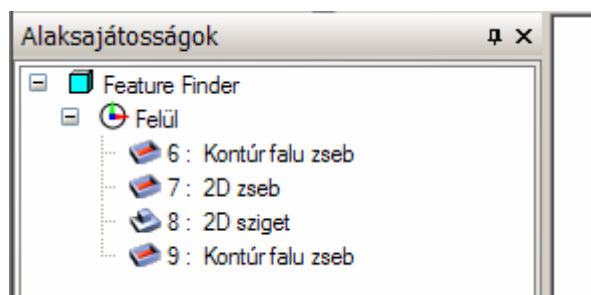 Alaksajátosságok
Feature Finder
Felül
6 : Kontúr falu zseb
7 : 2D zseb
8 : 2D sziget
9 : Kontúr falu zseb